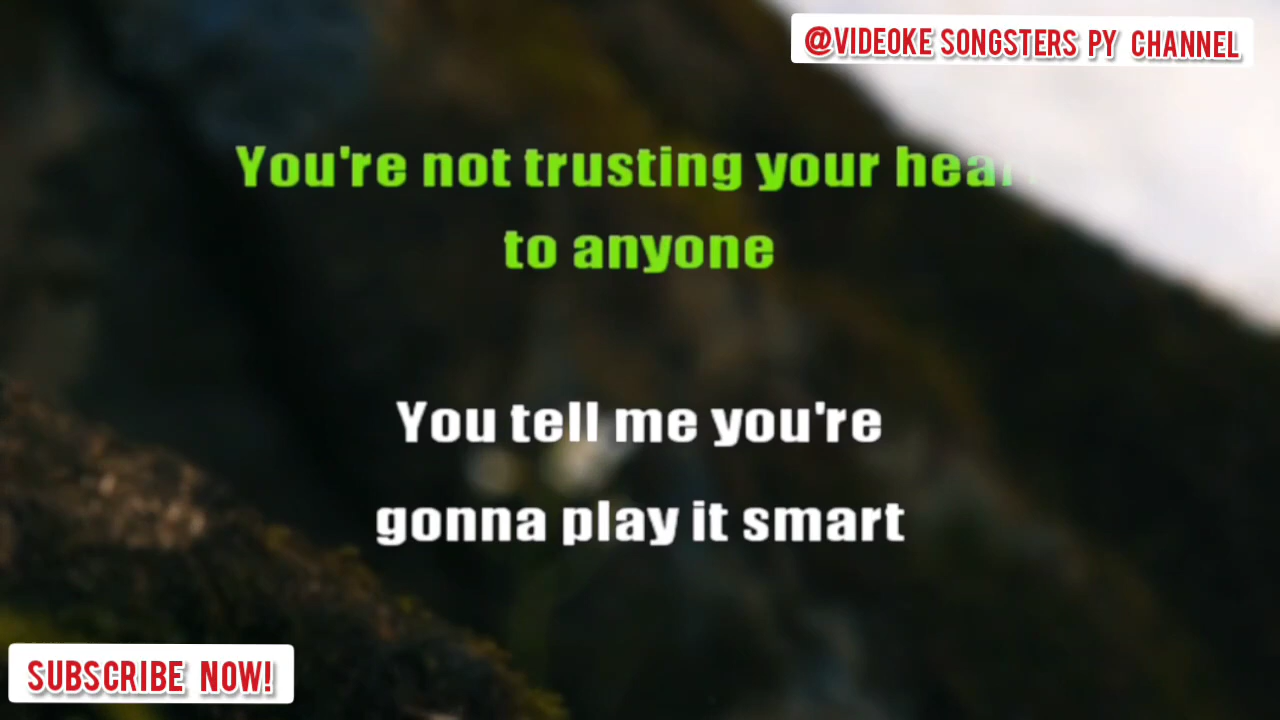 @VIDEOKE SONGSTERS PY CHANNEL
You're not trusting your
to anyone
You tell me you're
gonna play it smart
SUBSCRIBE NOW!